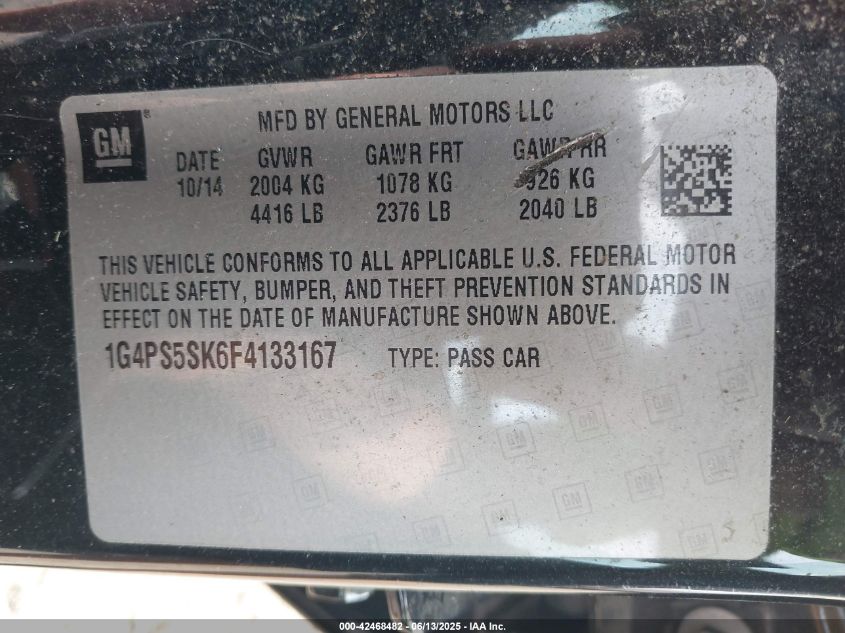 GM ®
MFD BY GENERAL MOTORS LLC
DATE GVWR GAWR FRT GAWR RR
10/14 2004 KG 1078 KG 926 KG
4416 LB 2376 LB 2040 LB
THIS VEHICLE CONFORMS TO ALL APPLICABLE U.S. FEDERAL MOTOR
VEHICLE SAFETY, BUMPER, AND THEFT PREVENTION STANDARDS IN
EFFECT ON THE DATE OF MANUFACTURE SHOWN ABOVE.
1G4PS5SK6F4133167 TYPE: PASS CAR
000-42468482 - 06/13/2025 - IAA Inc.